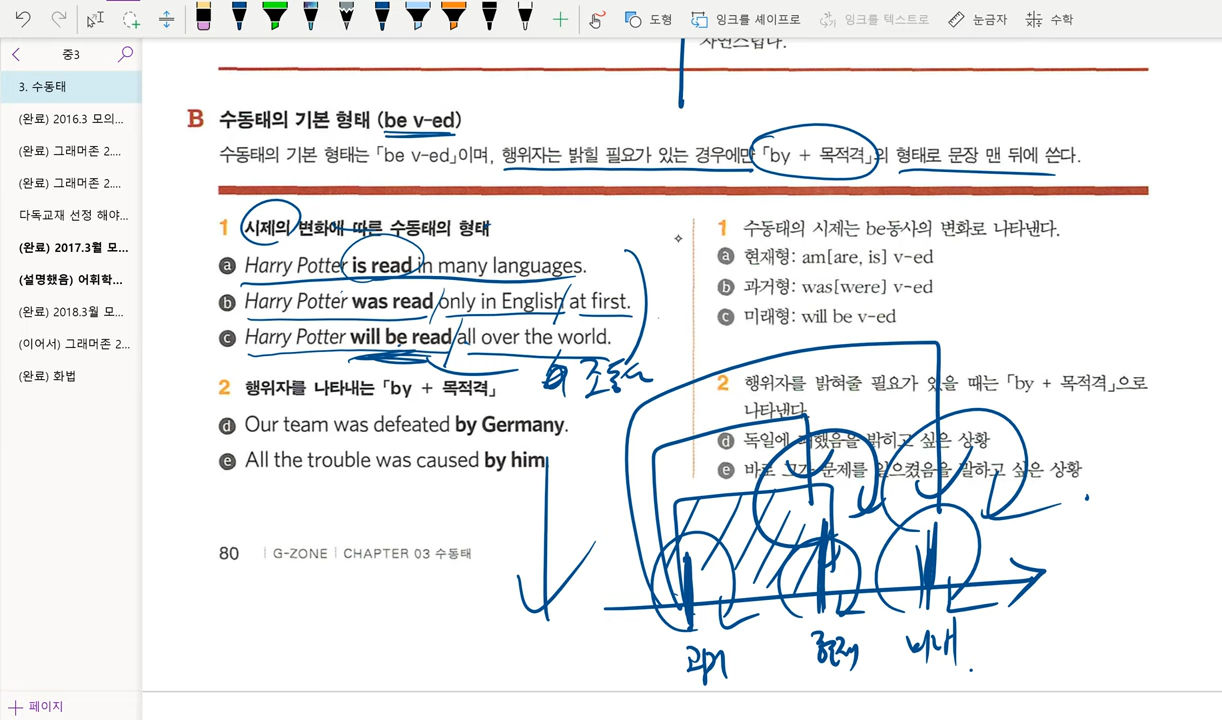 도형
잉크를 셰이프로
잉크를 텍스트로
눈금자
수학
중3
3. 수동태
(완료) 2016.3 모의...
(완료) 그래머존 2....
(완료) 그래머존 2....
다독교재 선정 해야...
(완료) 2017.3월 모...
(설명했음) 어휘학...
(완료) 2018.3월 모...
(이어서) 그래머존 2...
(완료) 화법
페이지
자연스럽다.
B 수동태의 기본 형태 (be v-ed)
수동태의 기본 형태는 「be v-ed」이며, 행위자는 밝힐 필요가 있는 경우에만 「by + 목적격」의 형태로 문장 맨 뒤에 쓴다.
1 시제의 변화에 따른 수동태의 형태
ⓐ Harry Potter is read in many languages.
ⓑ Harry Potter was read only in English at first.
ⓒ Harry Potter will be read all over the world.
조동사
2 행위자를 나타내는 「by + 목적격」
ⓓ Our team was defeated by Germany.
ⓔ All the trouble was caused by him.
1 수동태의 시제는 be동사의 변화로 나타낸다.
ⓐ 현재형: am[are, is] v-ed
ⓑ 과거형: was[were] v-ed
ⓒ 미래형: will be v-ed
2 행위자를 밝혀줄 필요가 있을 때는 「by + 목적격」으로
나타낸다.
ⓓ 독일에 패했음을 밝히고 싶은 상황
ⓔ 바로 그가 문제를 일으켰음을 말하고 싶은 상황
과거
현재
미래
80 G-ZONE CHAPTER 03 수동태